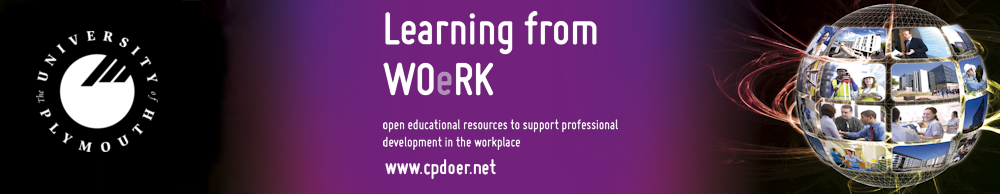 The UNIVERSITY of
PLYMOUTH
Learning from
WOeRK
open educational resources to support professional
development in the workplace
www.cpdoer.net